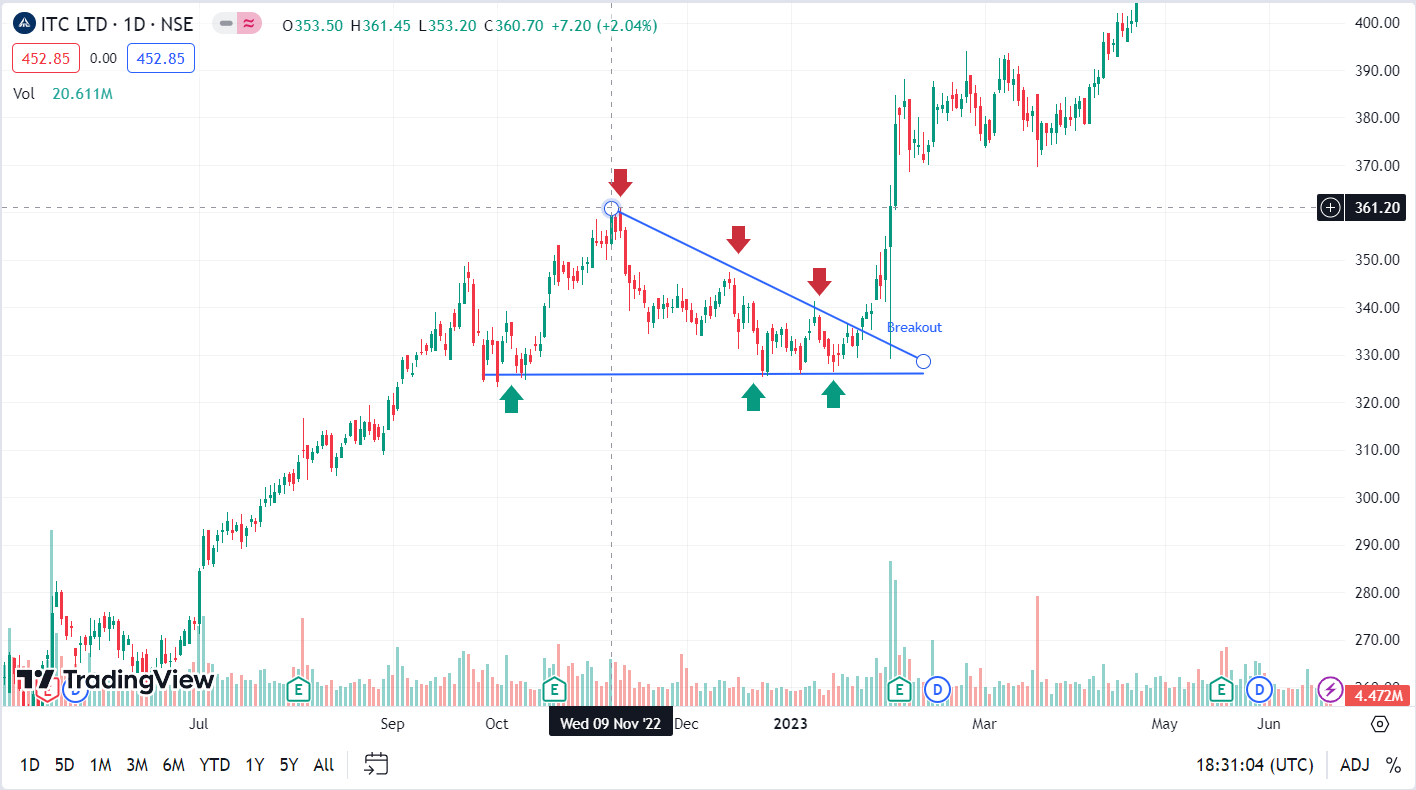 ITC LTD · 1D · NSE O353.50 H361.45 L353.20 C360.70 +7.20 (+2.04%)
452.85 0.00 452.85
Vol 20.611M
400.00
390.00
380.00
370.00
361.20
350.00
340.00
Breakout
330.00
320.00
310.00
300.00
290.00
280.00
270.00
TradingView
E D E E E D E D
4.472M
Jul Sep Oct Wed 09 Nov '22 Dec 2023 Mar May Jun
1D 5D 1M 3M 6M YTD 1Y 5Y All 18:31:04 (UTC) ADJ %